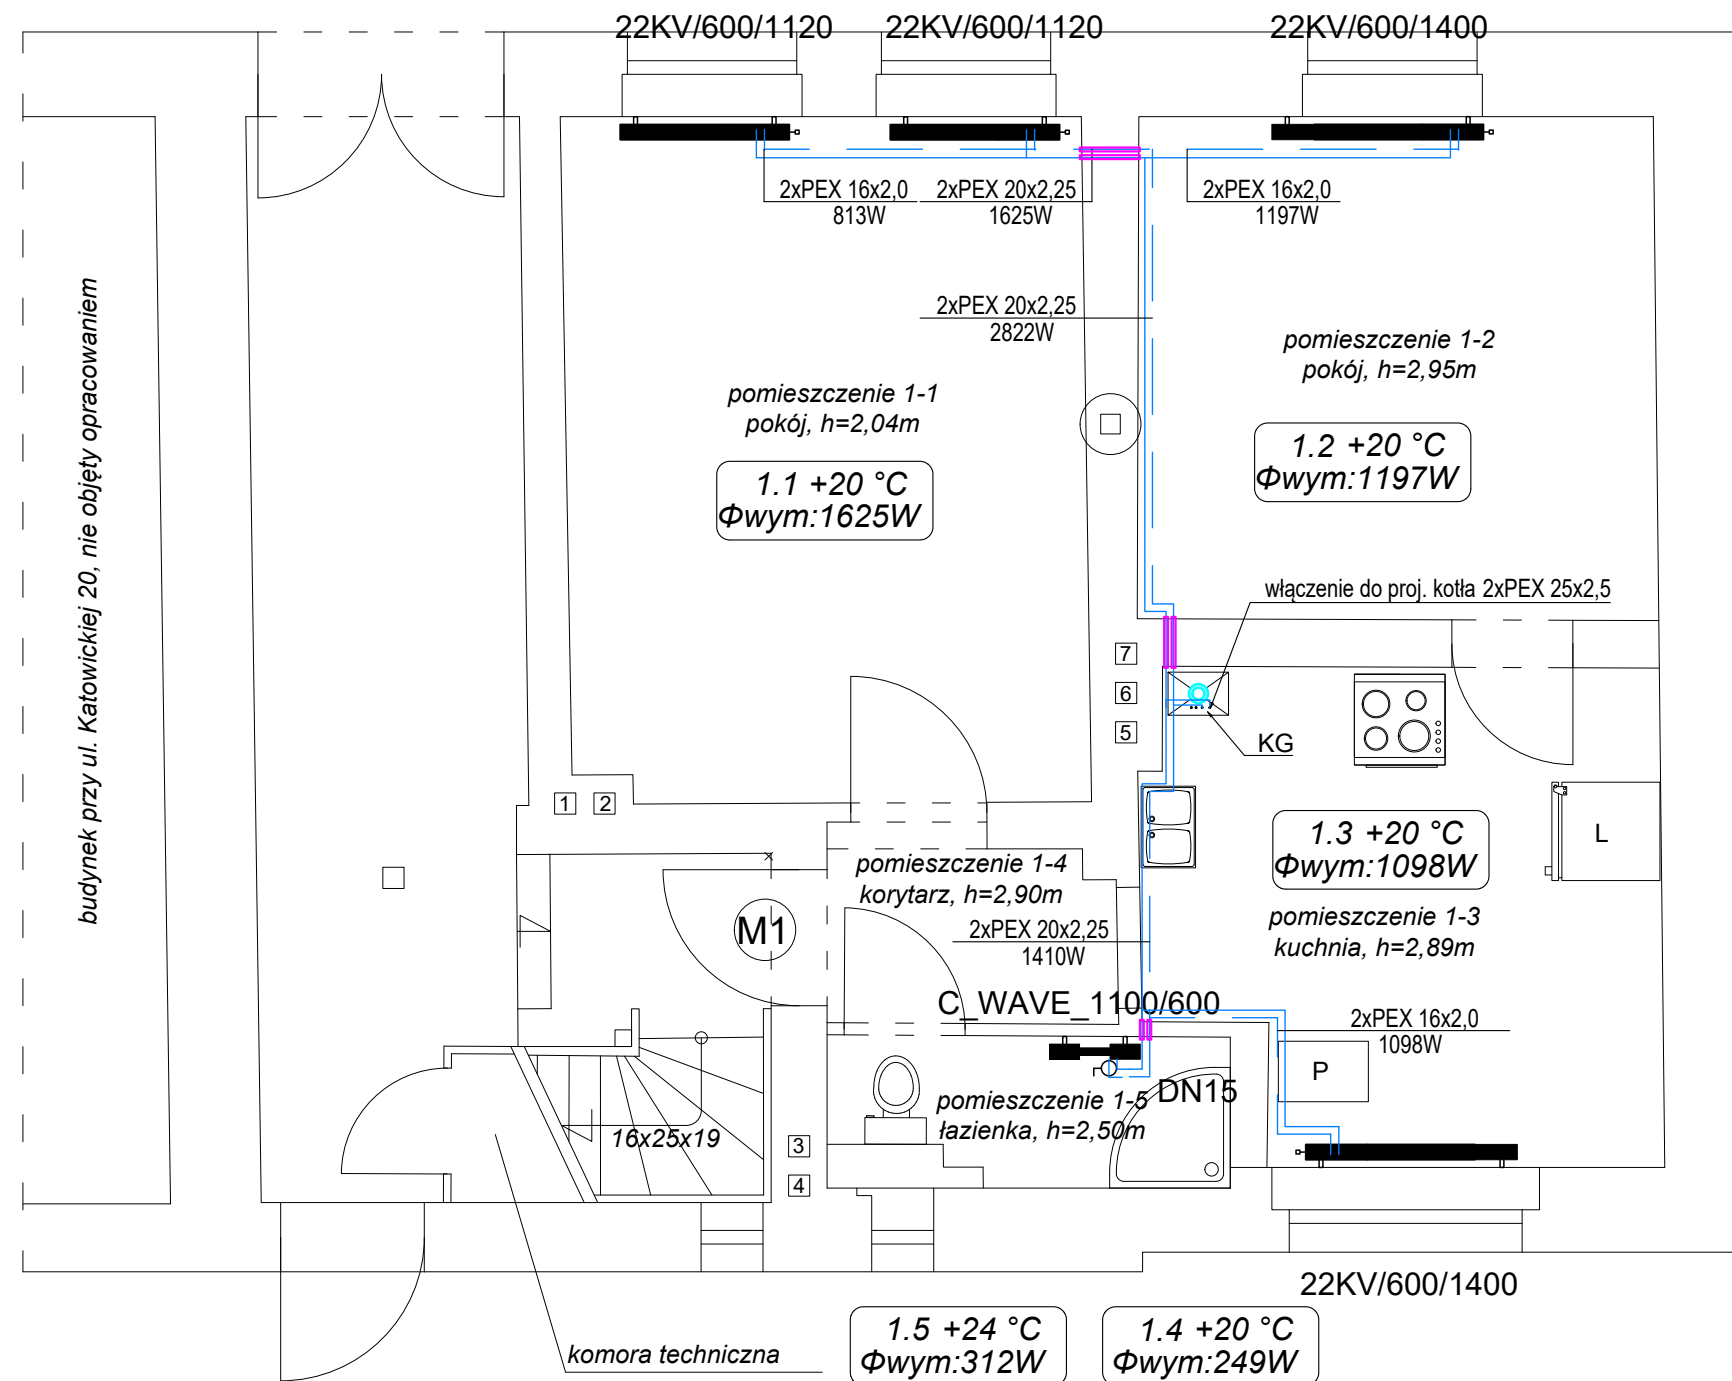 22KV/600/1120
22KV/600/1120
22KV/600/1400
2xPEX 16x2,0
813W
2xPEX 20x2,25
1625W
2xPEX 16x2,0
1197W
2xPEX 20x2,25
2822W
budynek przy ul. Katowickiej 20, nie objęty opracowaniem
pomieszczenie 1-1
pokój, h=2,04m
1.1 +20 °C
Φwym:1625W
pomieszczenie 1-2
pokój, h=2,95m
1.2 +20 °C
Φwym:1197W
włączenie do proj. kotła 2xPEX 25x2,5
7
6
5
KG
1
2
L
1.3 +20 °C
Φwym:1098W
pomieszczenie 1-3
kuchnia, h=2,89m
pomieszczenie 1-4
korytarz, h=2,90m
M1
2xPEX 20x2,25
1410W
C_WAVE_1100/600
2xPEX 16x2,0
1098W
P
DN15
pomieszczenie 1-5
łazienka, h=2,50m
16x25x19
3
4
22KV/600/1400
komora techniczna
1.5 +24 °C
Φwym:312W
1.4 +20 °C
Φwym:249W